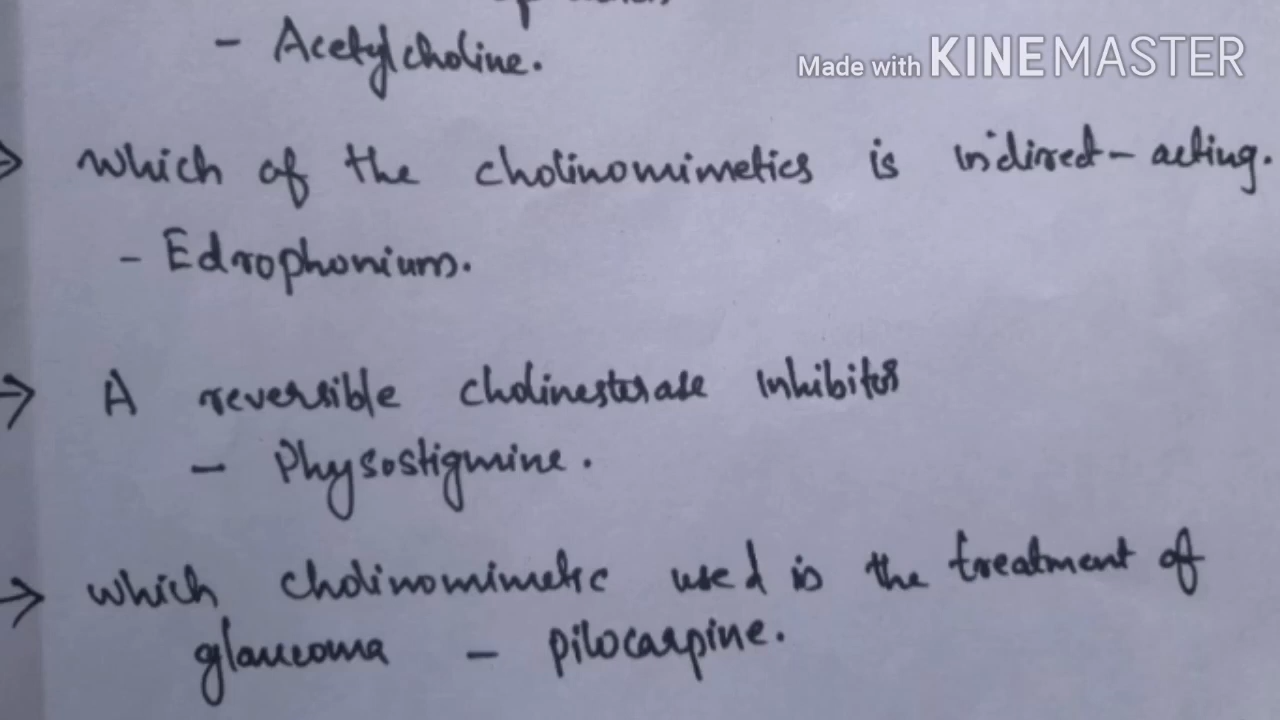 - Acetylcholine.
Made with KINEMASTER
→ which of the cholinomimetics is indirect-acting.
- Edrophonium.
→ A reversible cholinesterase inhibitor
- Physostigmine.
→ which cholinomimetic used is the treatment of
glaucoma - pilocarpine.